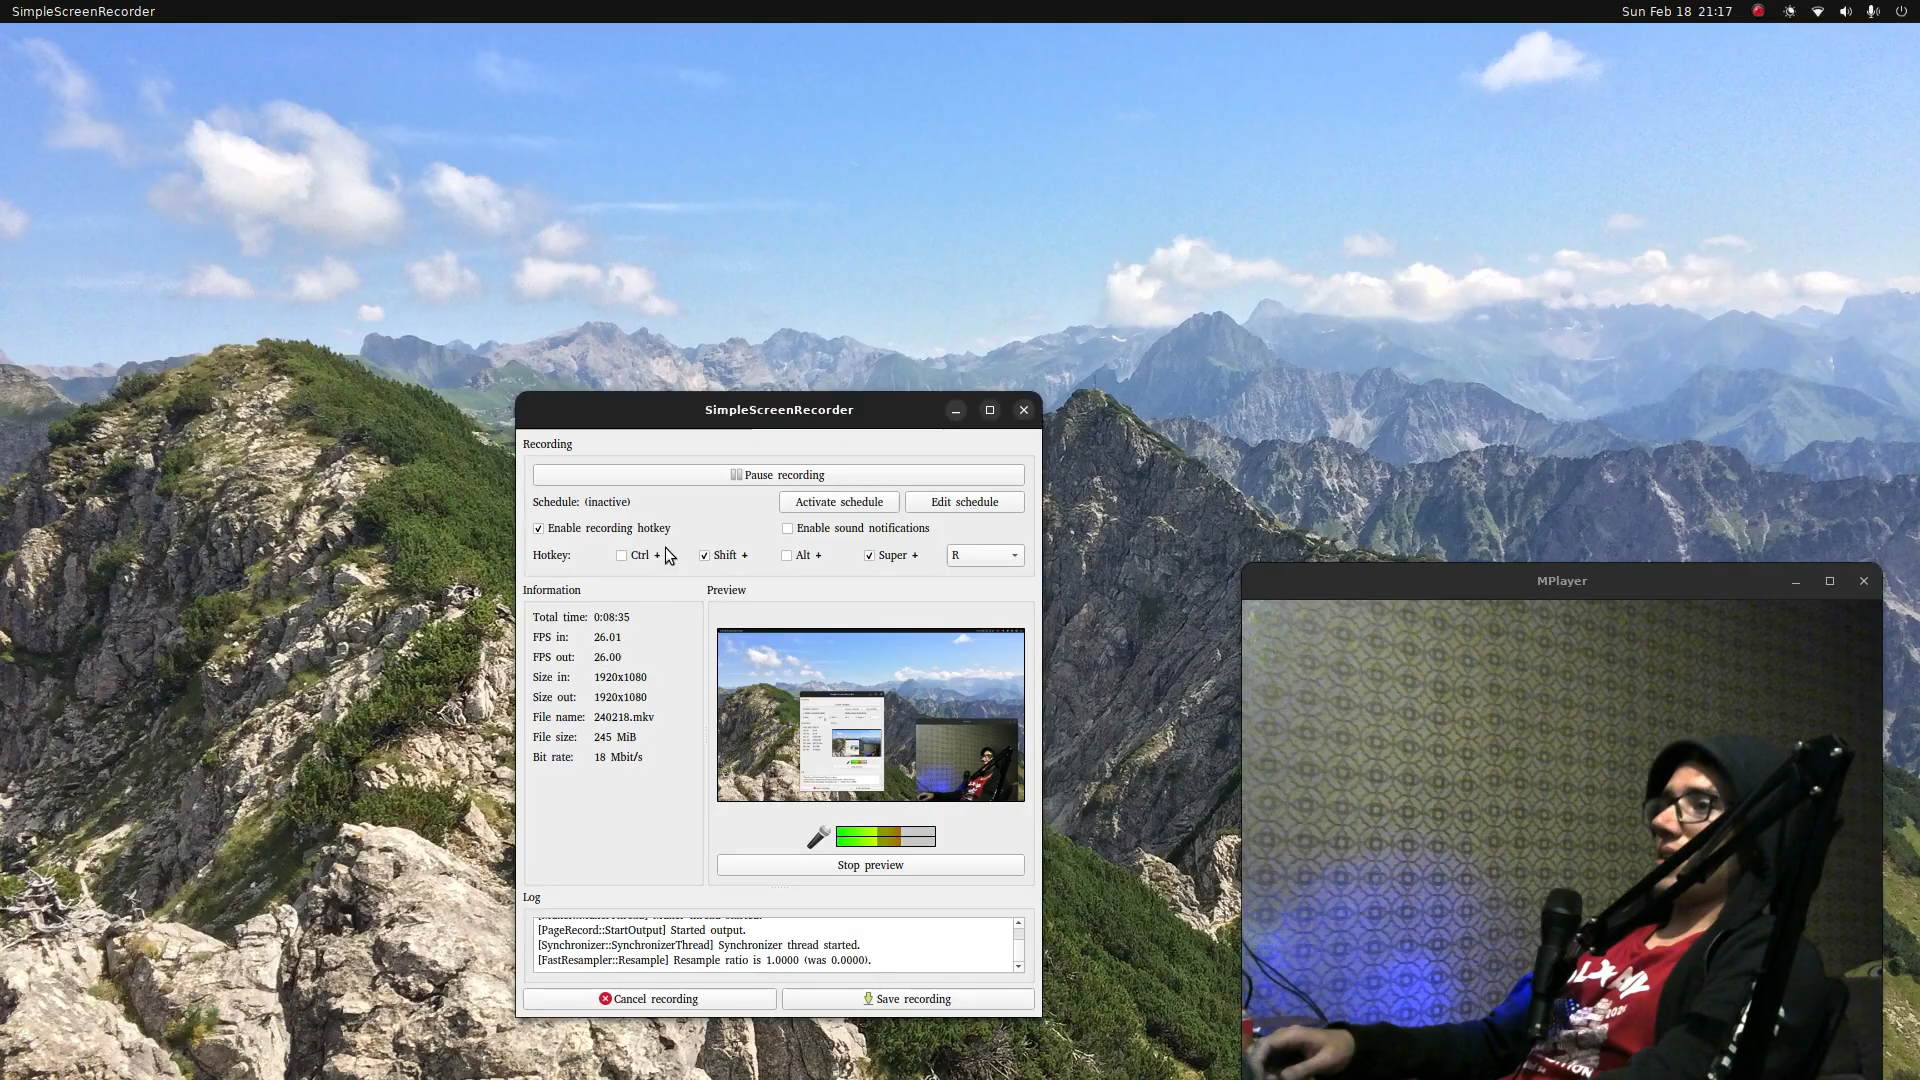 SimpleScreenRecorder
Sun Feb 18 21:17
SimpleScreenRecorder
Recording
Pause recording
Schedule: (inactive)
Activate schedule
Edit schedule
Enable recording hotkey
Enable sound notifications
Hotkey:
Ctrl +
Shift +
Alt +
Super +
R
Information
Preview
Total time: 0:08:35
FPS in: 26.01
FPS out: 26.00
Size in: 1920x1080
Size out: 1920x1080
File name: 240218.mkv
File size: 245 MiB
Bit rate: 18 Mbit/s
Stop preview
Log
[PageRecord::StartOutput] Started output.
[Synchronizer::SynchronizerThread] Synchronizer thread started.
[FastResampler::Resample] Resample ratio is 1.0000 (was 0.0000).
Cancel recording
Save recording
MPlayer